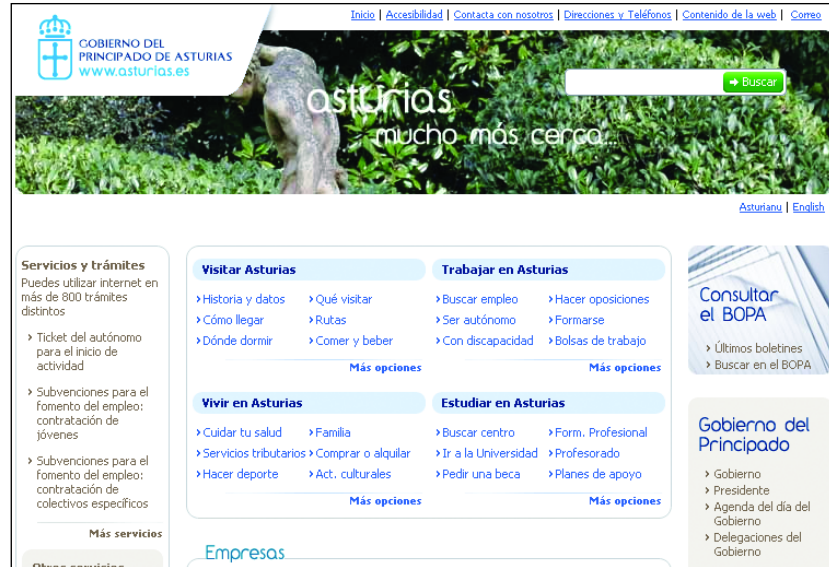 Inicio | Accesibilidad | Contacta con nosotros | Direcciones y Teléfonos | Contenido de la web | Correo
GOBIERNO DEL
PRINCIPADO DE ASTURIAS
www.asturias.es
Buscar
asturias
mucho más cerca...
Asturianu | English
Servicios y trámites
Puedes utilizar internet en
más de 800 trámites
distintos
Ticket del autónomo
para el inicio de
actividad
Subvenciones para el
fomento del empleo:
contratación de
jóvenes
Subvenciones para el
fomento del empleo:
contratación de
colectivos específicos
Más servicios
Otros servicios
Visitar Asturias
Historia y datos
Qué visitar
Cómo llegar
Rutas
Dónde dormir
Comer y beber
Más opciones
Trabajar en Asturias
Buscar empleo
Hacer oposiciones
Ser autónomo
Formarse
Con discapacidad
Bolsas de trabajo
Más opciones
Vivir en Asturias
Cuidar tu salud
Familia
Servicios tributarios
Comprar o alquilar
Hacer deporte
Act. culturales
Más opciones
Estudiar en Asturias
Buscar centro
Form. Profesional
Ir a la Universidad
Profesorado
Pedir una beca
Planes de apoyo
Más opciones
Empresas
Consultar
el BOPA
Últimos boletines
Buscar en el BOPA
Gobierno del
Principado
Gobierno
Presidente
Agenda del día del
Gobierno
Delegaciones del
Gobierno